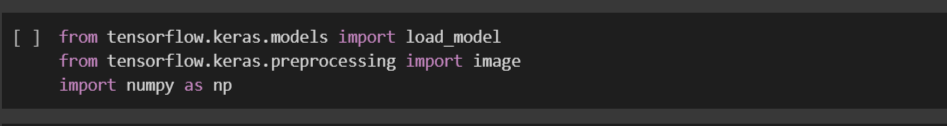 [ ] from tensorflow.keras.models import load_model
from tensorflow.keras.preprocessing import image
import numpy as np